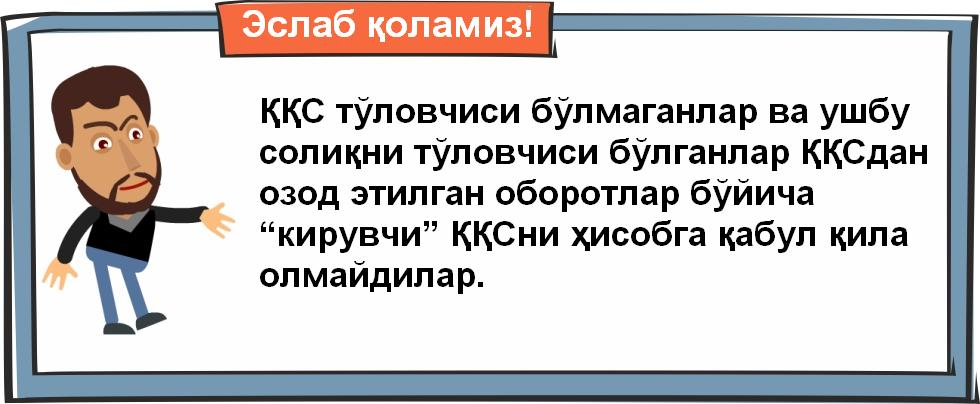 Эслаб қоламиз!
ҚҚС тўловчиси бўлмаганлар ва ушбу
солиқни тўловчиси бўлганлар ҚҚСдан
озод этилган оборотлар бўйича
“кирувчи” ҚҚСни ҳисобга қабул қила
олмайдилар.